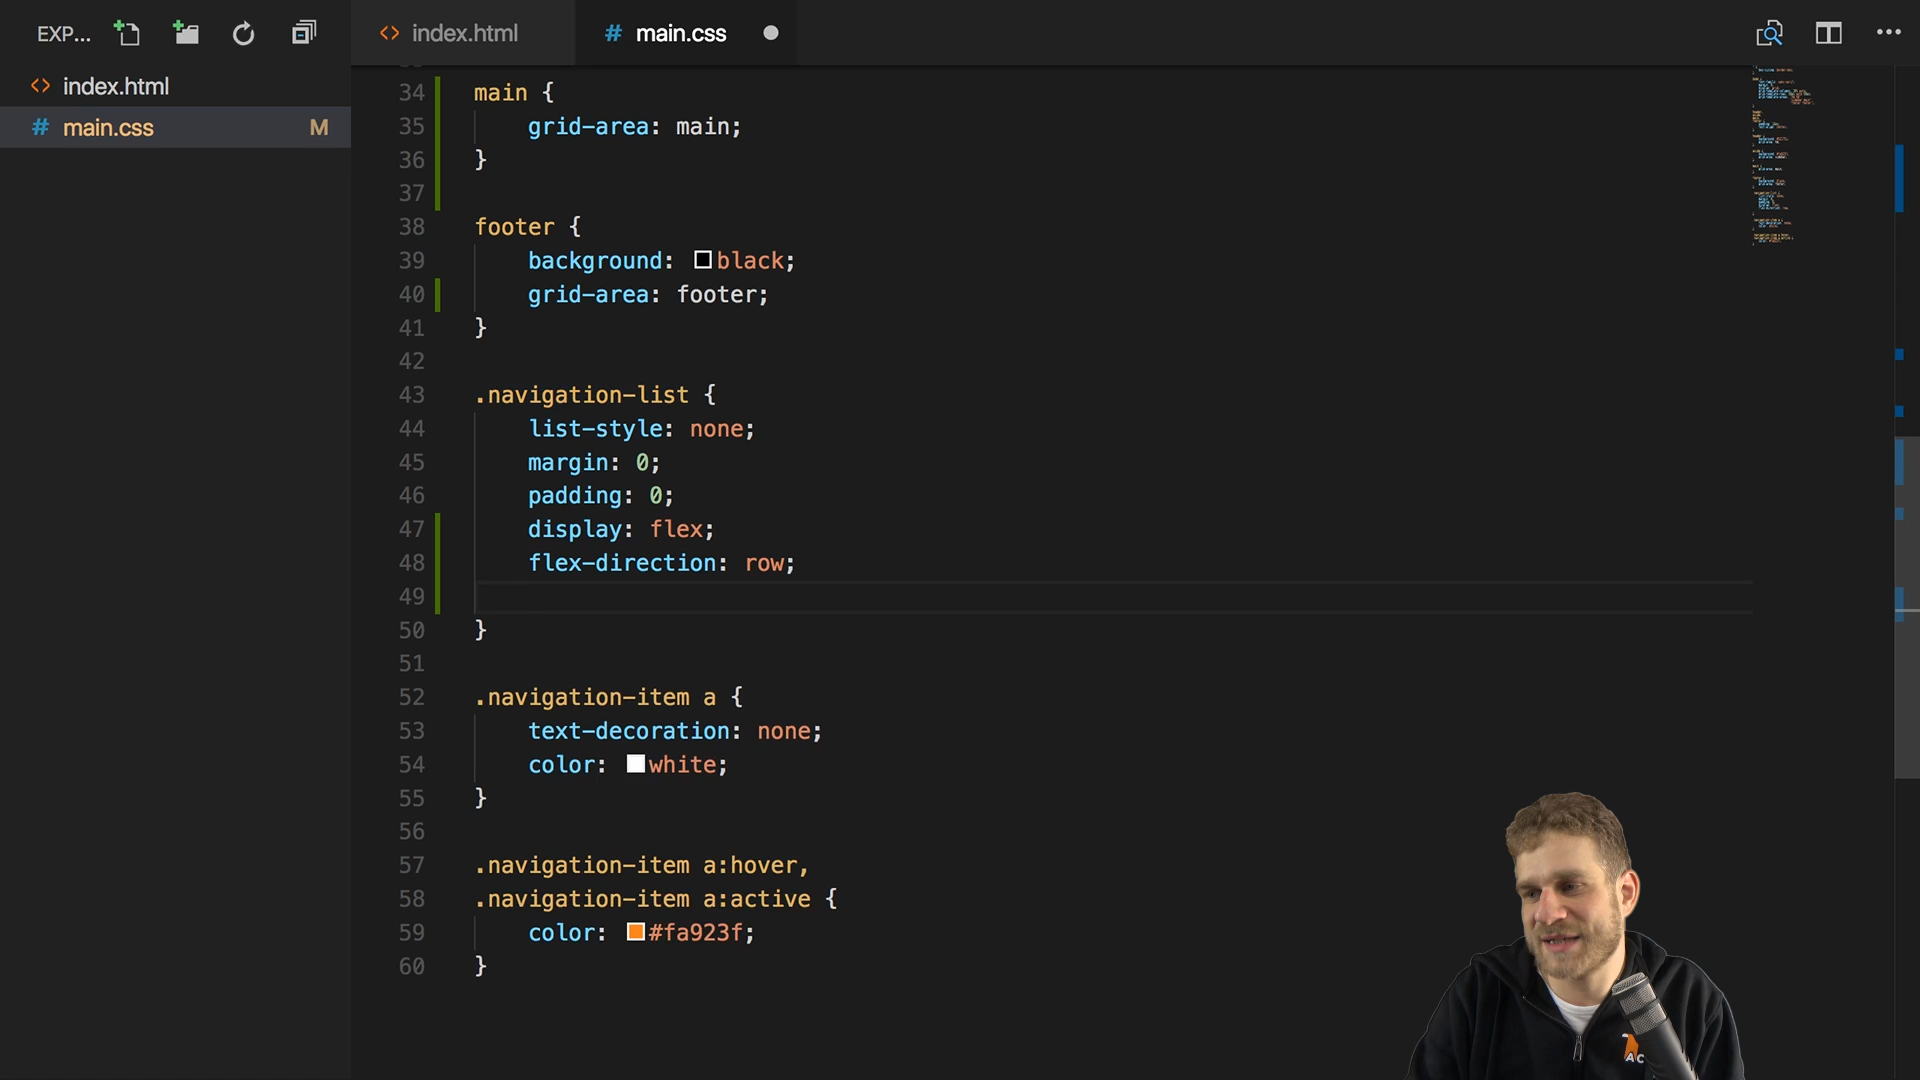 EXP...
index.html
main.css
index.html
main.css M
34 main {
35 grid-area: main;
36 }
37
38 footer {
39 background: black;
40 grid-area: footer;
41 }
42
43 .navigation-list {
44 list-style: none;
45 margin: 0;
46 padding: 0;
47 display: flex;
48 flex-direction: row;
49
50 }
51
52 .navigation-item a {
53 text-decoration: none;
54 color: white;
55 }
56
57 .navigation-item a:hover,
58 .navigation-item a:active {
59 color: #fa923f;
60 }
AC